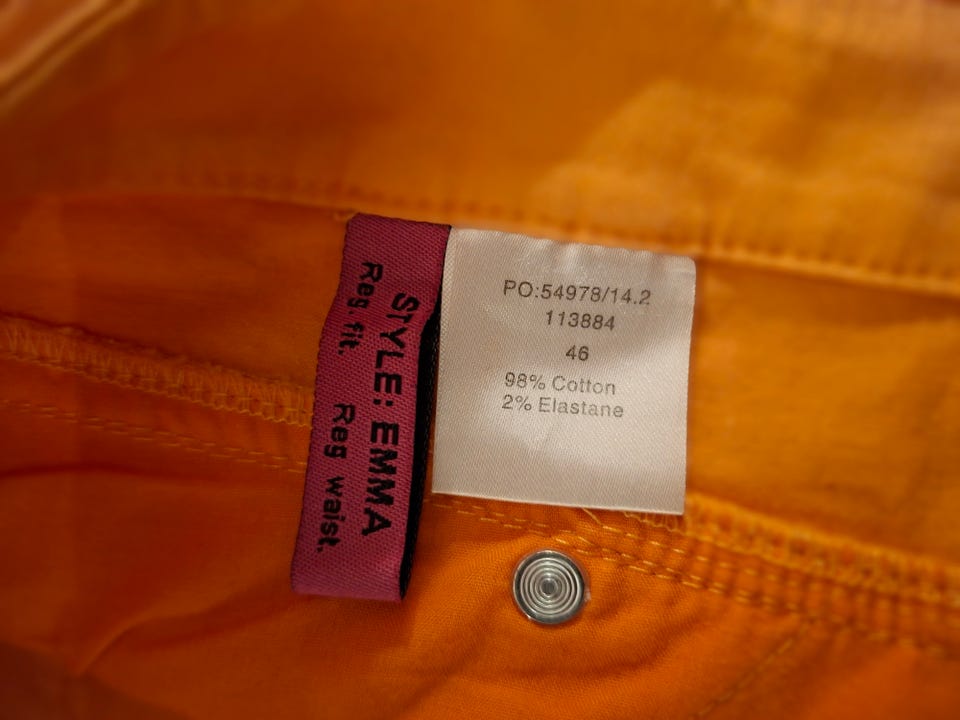 STYLE: EMMA
Reg. fit. Reg waist.
PO:54978/14.2
113884
46
98% Cotton
2% Elastane